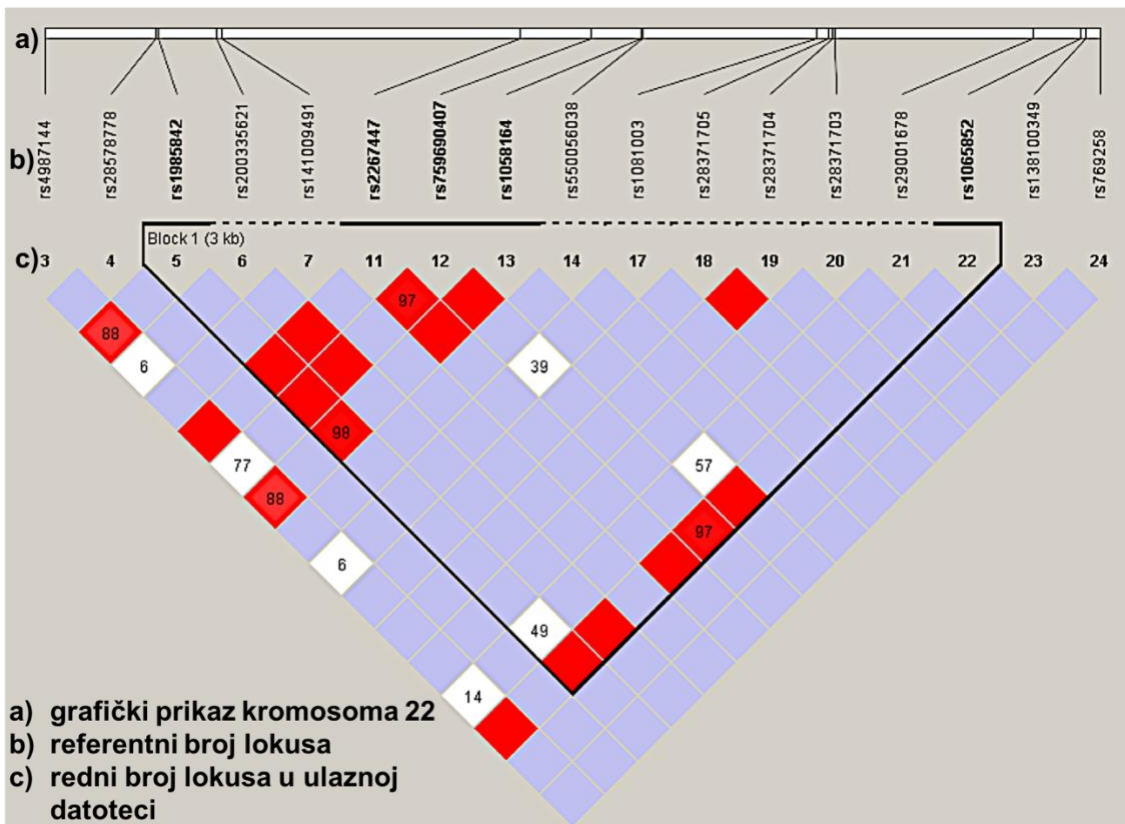 a)
b)
rs4987144
rs28578778
rs1985842
rs200335621
rs141009491
rs2267447
rs759690407
rs1058164
rs550056038
rs1081003
rs28371705
rs28371704
rs28371703
rs29001678
rs1065852
rs138100349
rs769258
Block 1 (3 kb)
c) 3 4 5 6 7 11 12 13 14 17 18 19 20 21 22 23 24
97
88
6
39
98
77
57
88
97
6
49
14
a) grafički prikaz kromosoma 22
b) referentni broj lokusa
c) redni broj lokusa u ulaznoj
datoteci